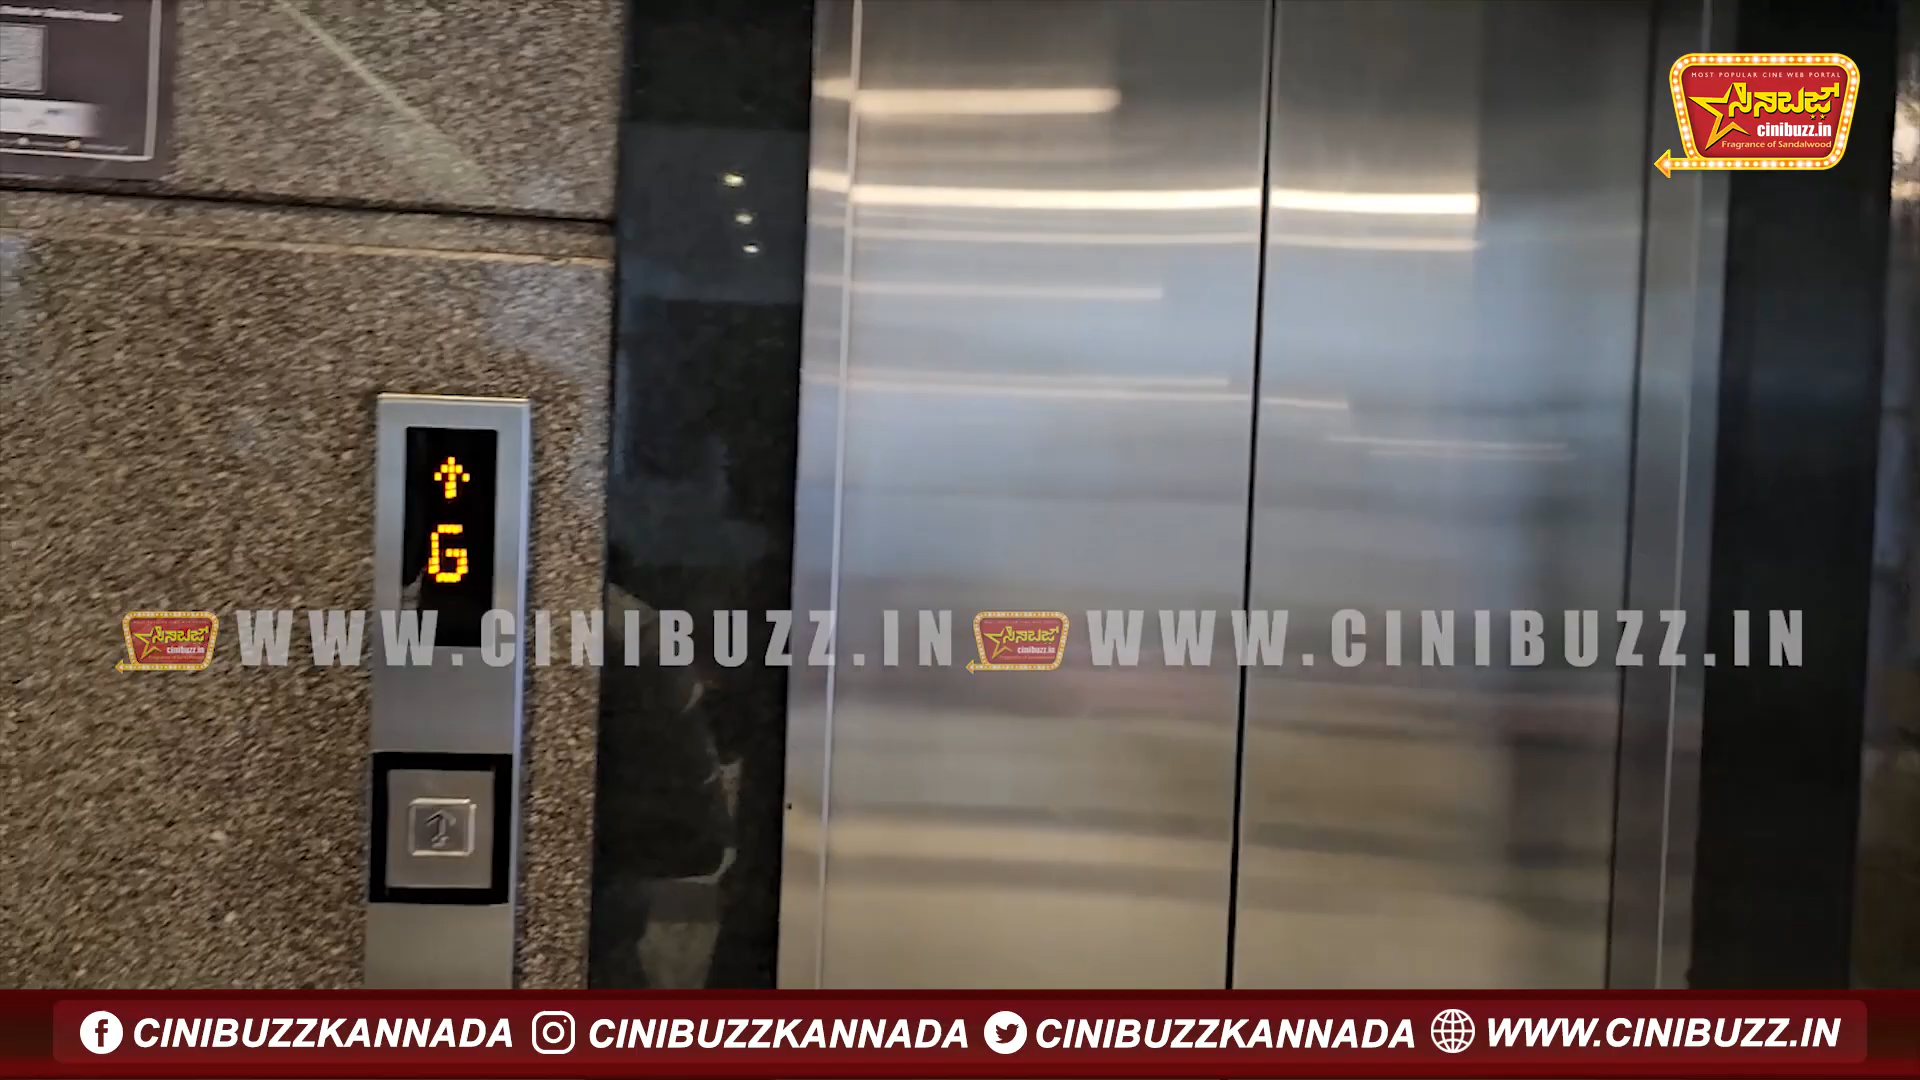 MOST POPULAR CINE WEB PORTAL
ಸಿನಿಬಜ಼್
cinibuzz.in
Fragrance of Sandalwood
↑
G
WWW.CINIBUZZ.IN WWW.CINIBUZZ.IN
CINIBUZZKANNADA CINIBUZZKANNADA CINIBUZZKANNADA WWW.CINIBUZZ.IN